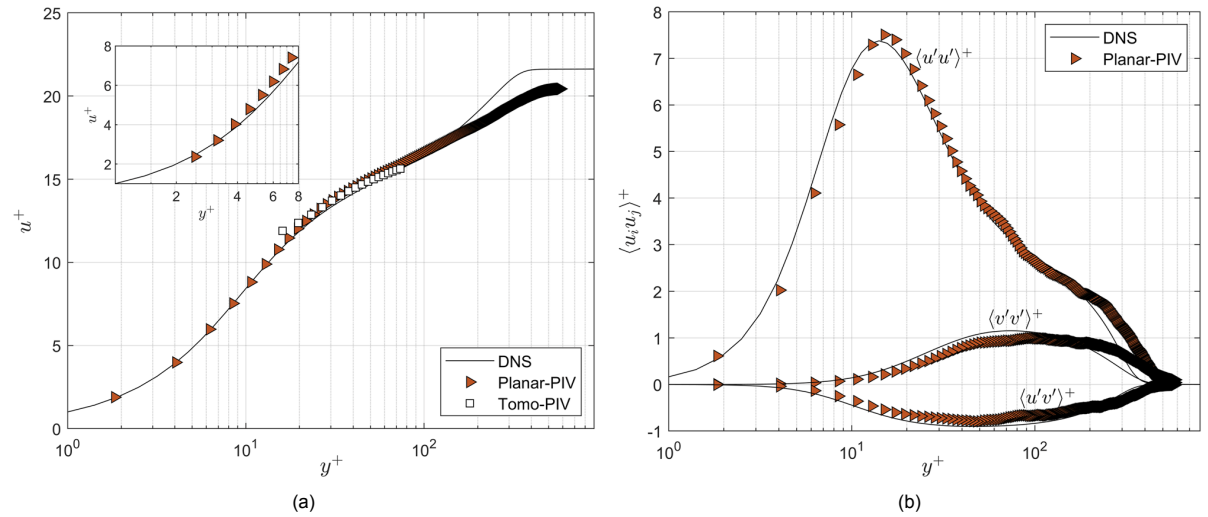 25
20
15
10
5
0
10^0
10^1
10^2
u^+
y^+
8
6
4
2
2
4
6
8
u^+
y^+
DNS
Planar-PIV
Tomo-PIV
(a)
8
7
6
5
4
3
2
1
0
-1
10^0
10^1
10^2
⟨u_i u_j⟩^+
y^+
DNS
Planar-PIV
⟨u′u′⟩^+
⟨v′v′⟩^+
⟨u′v′⟩^+
(b)